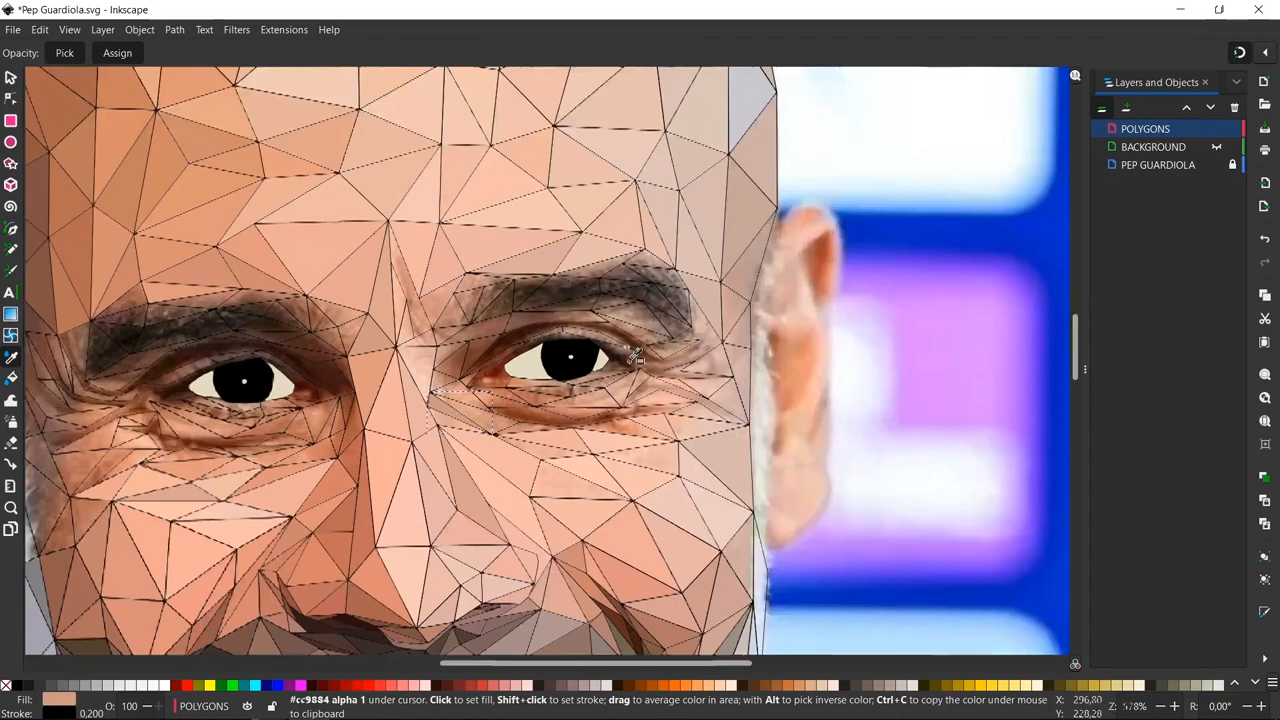 *Pep Guardiola.svg - Inkscape
File Edit View Layer Object Path Text Filters Extensions Help
Opacity: Pick Assign
Layers and Objects
POLYGONS
BACKGROUND
PEP GUARDIOLA
Fill:
Stroke: 0,200
O: 100
POLYGONS
#cc9884 alpha 1 under cursor. Click to set fill, Shift+click to set stroke; drag to average color in area; with Alt to pick inverse color; Ctrl+C to copy the color under mouse
to clipboard
X: 296,80
Y: 228,28
Z: 578%
R: 0,00°